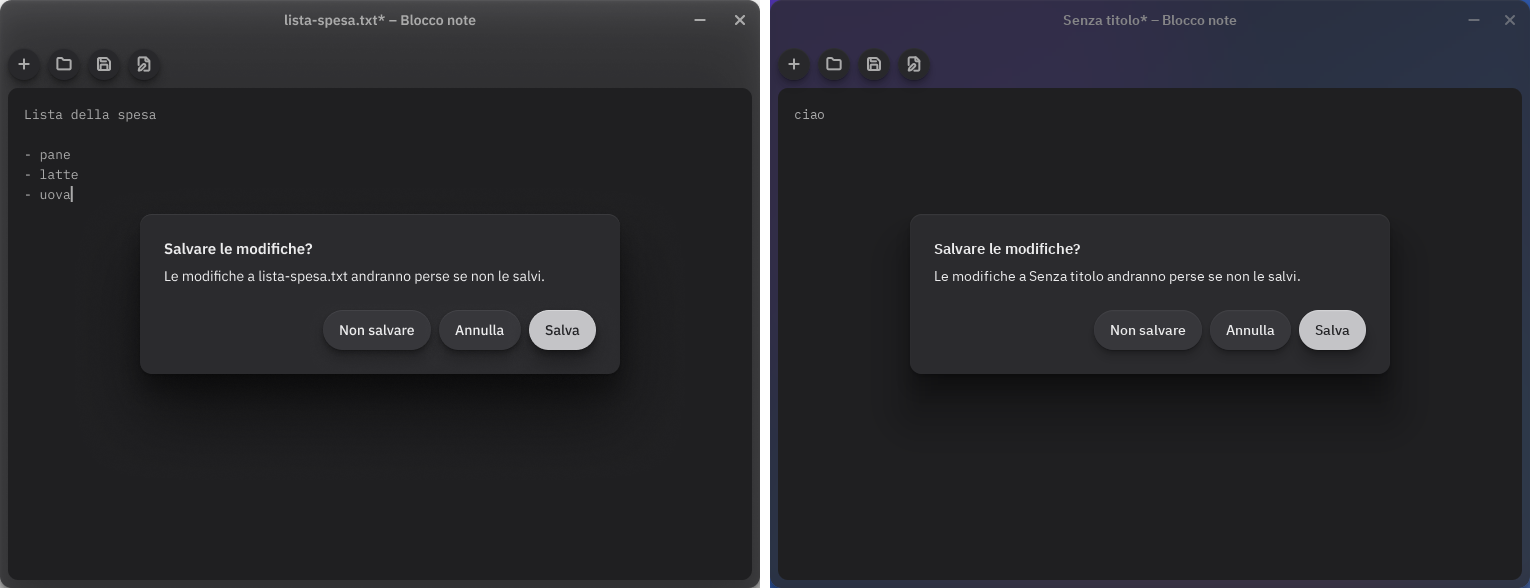 lista-spesa.txt* – Blocco note
Lista della spesa
- pane
- latte
- uova
Salvare le modifiche?
Le modifiche a lista-spesa.txt andranno perse se non le salvi.
Non salvare
Annulla
Salva
Senza titolo* – Blocco note
ciao
Salvare le modifiche?
Le modifiche a Senza titolo andranno perse se non le salvi.
Non salvare
Annulla
Salva